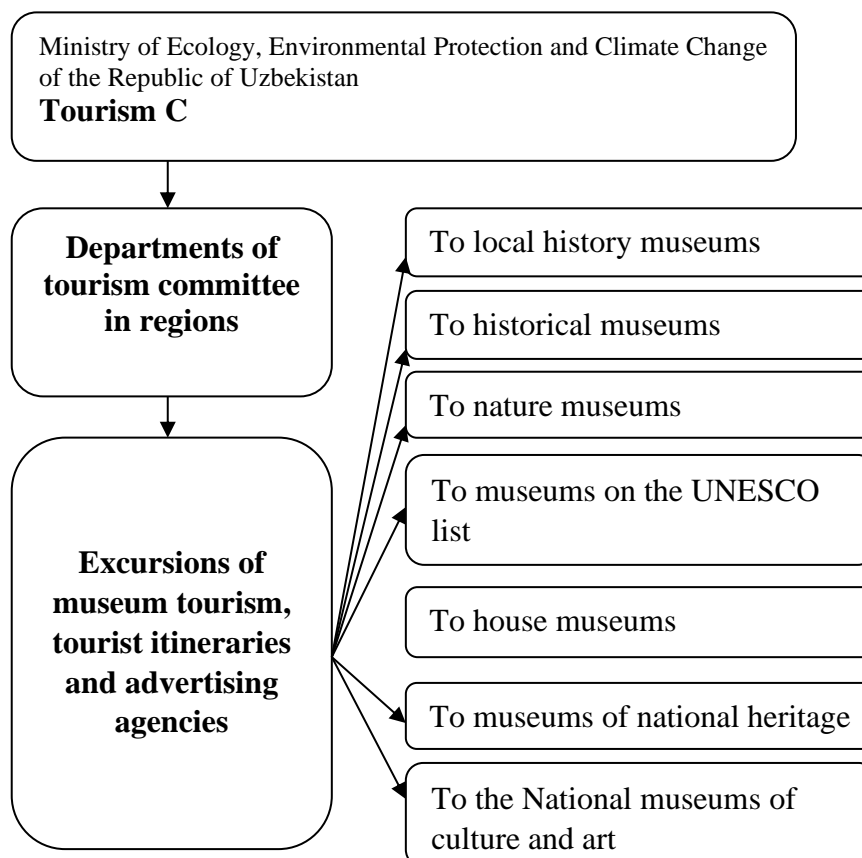 Ministry of Ecology, Environmental Protection and Climate Change
of the Republic of Uzbekistan
Tourism C
Departments of
tourism committee
in regions
Excursions of
museum tourism,
tourist itineraries
and advertising
agencies
To local history museums
To historical museums
To nature museums
To museums on the UNESCO
list
To house museums
To museums of national heritage
To the National museums of
culture and art